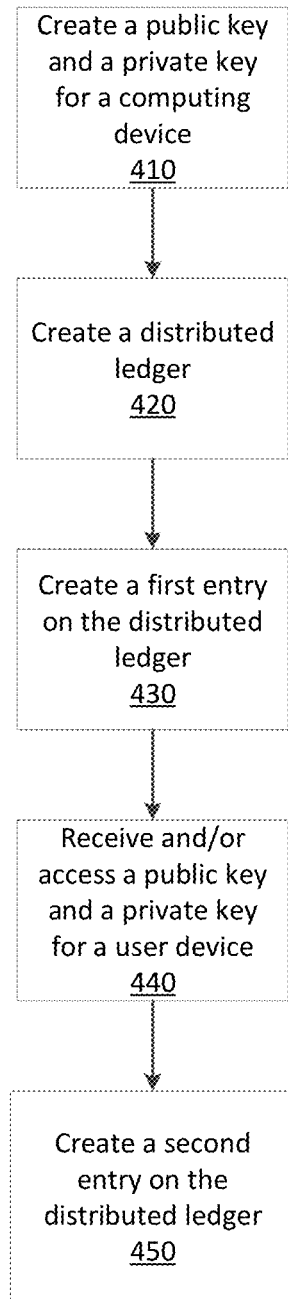 Create a public key
and a private key
for a computing
device
410
Create a distributed
ledger
420
Create a first entry
on the distributed
ledger
430
Receive and/or
access a public key
and a private key
for a user device
440
Create a second
entry on the
distributed ledger
450